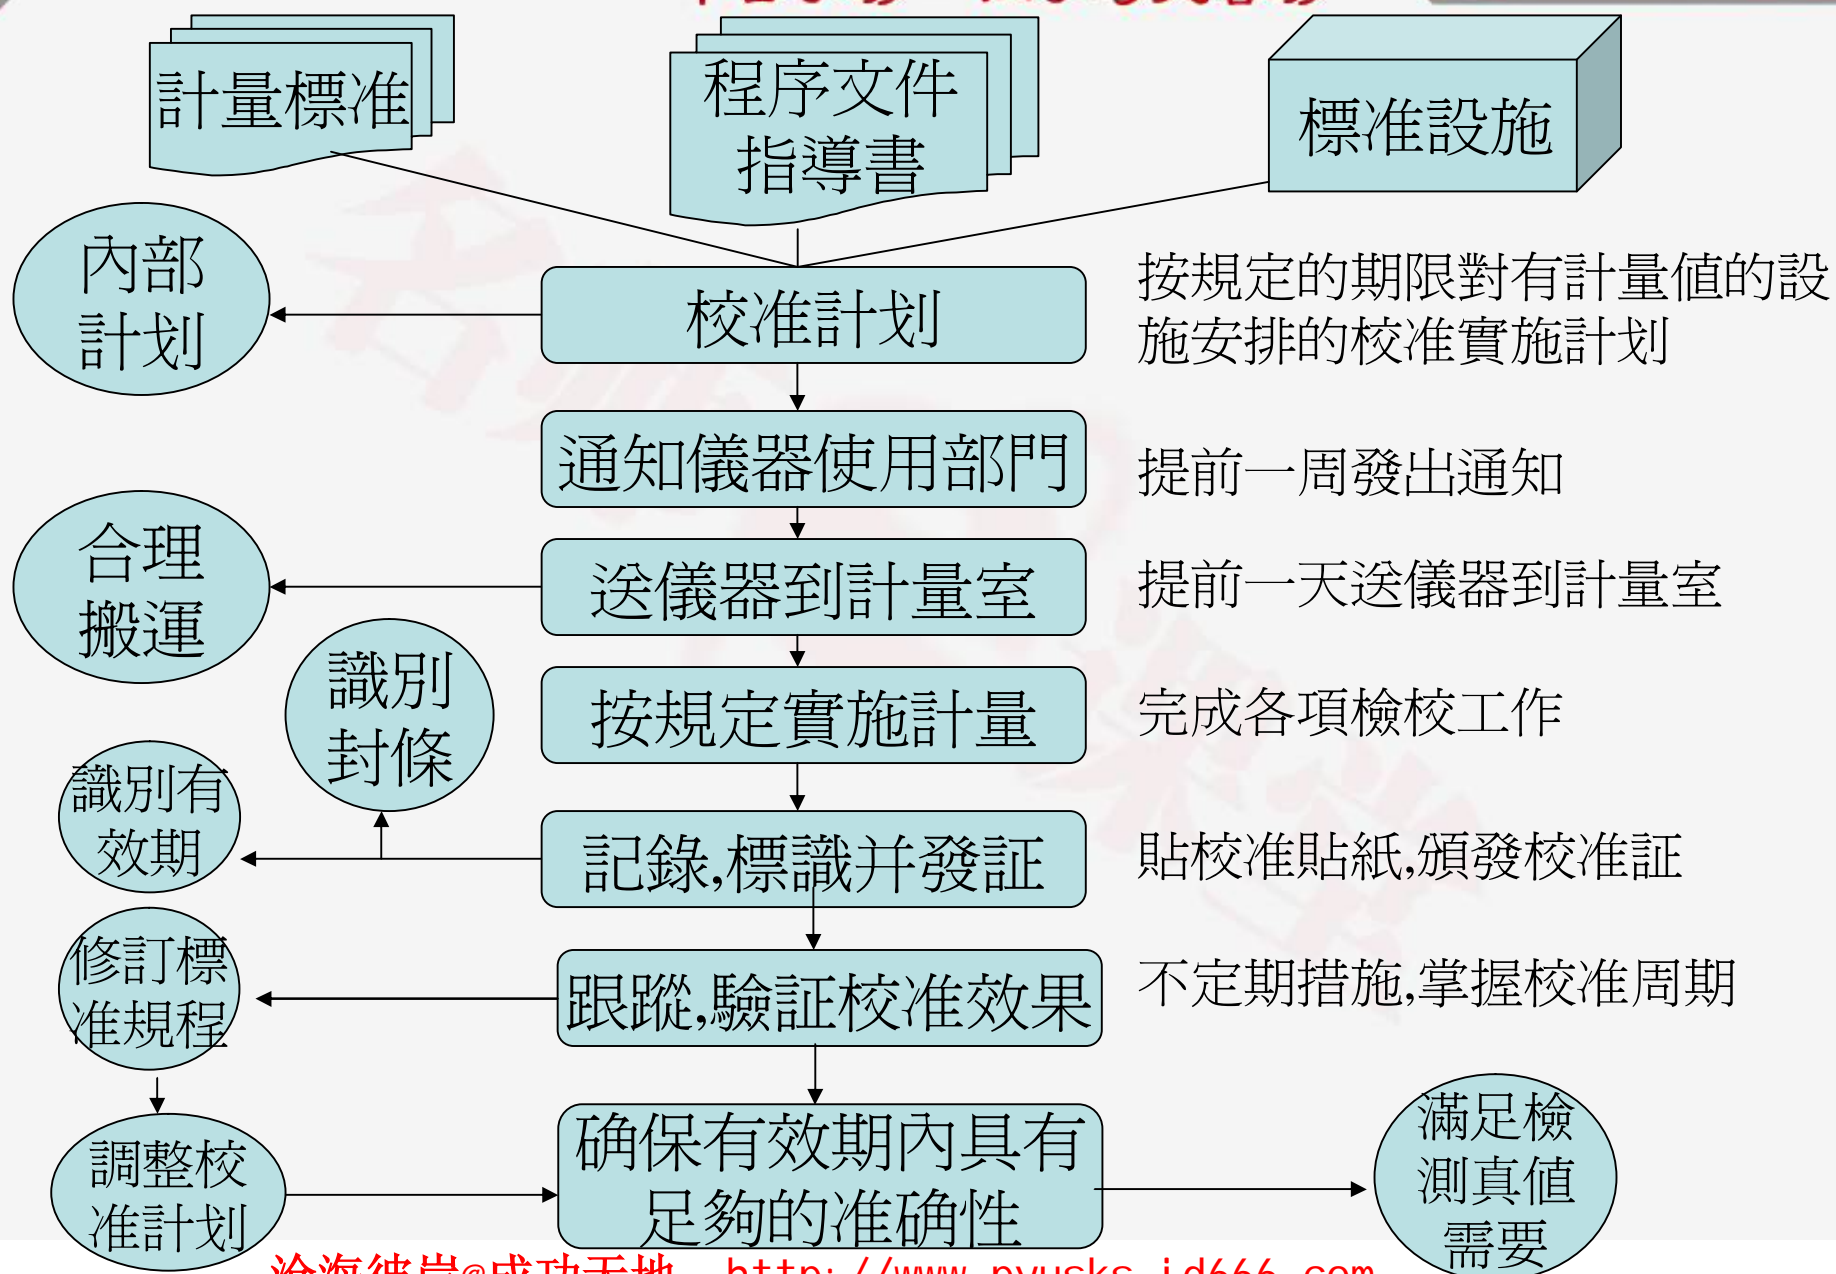 計量標准
程序文件
指導書
標准設施
內部
計划
校准計划
按規定的期限對有計量值的設
施安排的校准實施計划
通知儀器使用部門
提前一周發出通知
合理
搬運
送儀器到計量室
提前一天送儀器到計量室
識別
封條
按規定實施計量
完成各項檢校工作
識別有
效期
記錄,標識并發証
貼校准貼紙,頒發校准証
修訂標
准規程
跟蹤,驗証校准效果
不定期措施,掌握校准周期
調整校
准計划
确保有效期內具有
足夠的准确性
滿足檢
測真值
需要